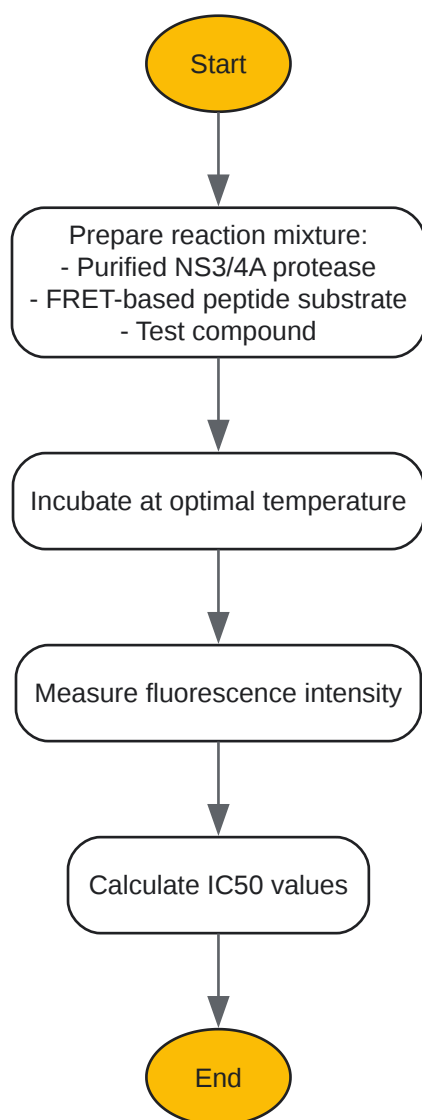 Start
Prepare reaction mixture:
- Purified NS3/4A protease
- FRET-based peptide substrate
- Test compound
Incubate at optimal temperature
Measure fluorescence intensity
Calculate IC50 values
End